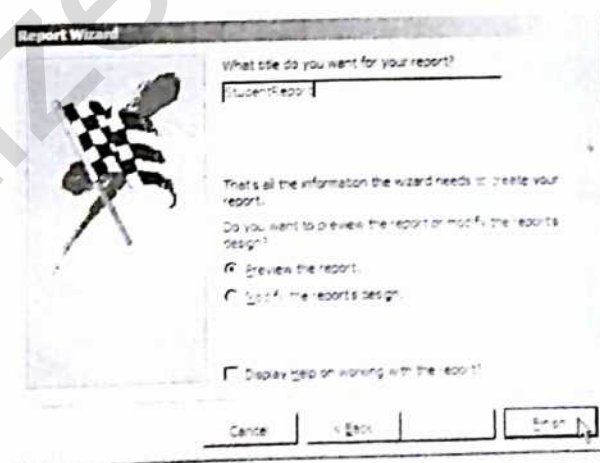 Report Wizard
What title do you want for your report?
StudentReport
That's all the information the wizard needs to create your
report.
Do you want to preview the report or modify the report's
design?
Preview the report.
Modify the report's design.
Display Help on working with the report?
Cancel
< Back
Finish